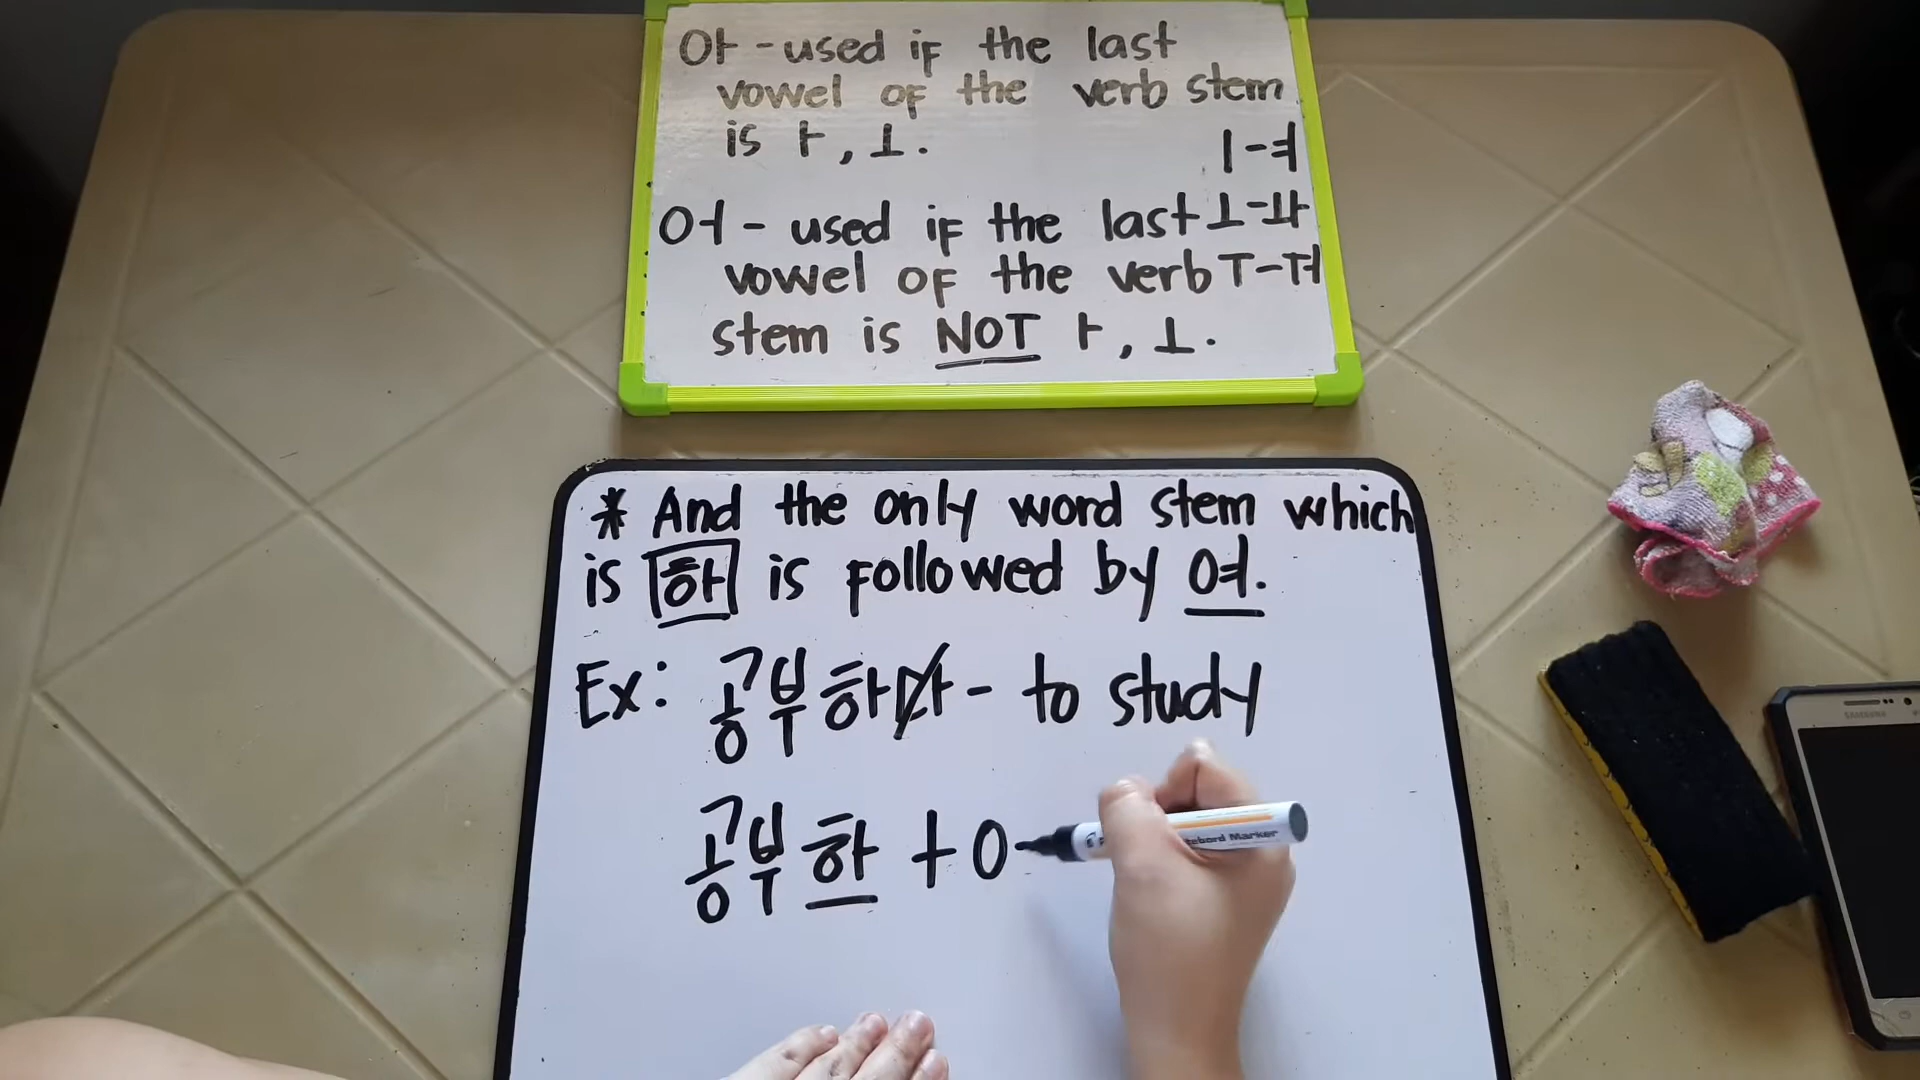 아 - used if the last
vowel of the verb stem
is ㅏ, ㅗ.
ㅣ-ㅕ
어 - used if the last
ㅗ-ㅘ
vowel of the verb
ㅜ-ㅝ
stem is NOT ㅏ, ㅗ.
* And the only word stem which
is 하 is followed by 여.
Ex: 공부하다 - to study
공부하 + ㅇ
SAMSUNG
Marker